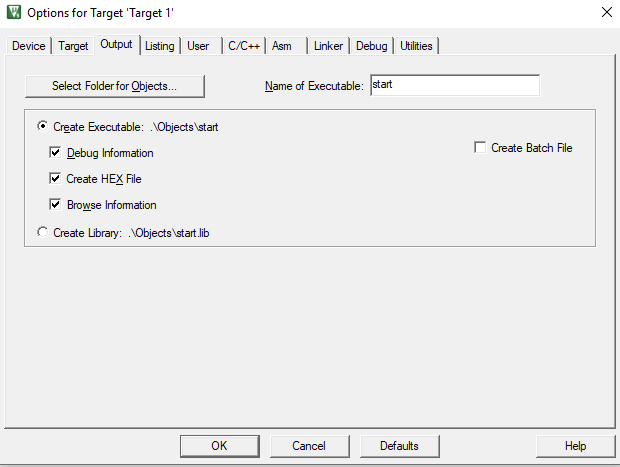 Options for Target 'Target 1'
Device Target Output Listing User C/C++ Asm Linker Debug Utilities
Select Folder for Objects... Name of Executable: start
Create Executable: .\Objects\start
Debug Information Create Batch File
Create HEX File
Browse Information
Create Library: .\Objects\start.lib
OK Cancel Defaults Help